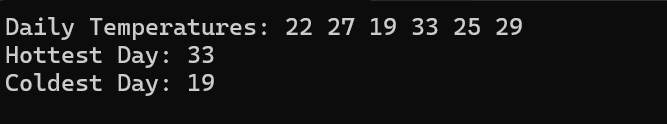 Daily Temperatures: 22 27 19 33 25 29
Hottest Day: 33
Coldest Day: 19